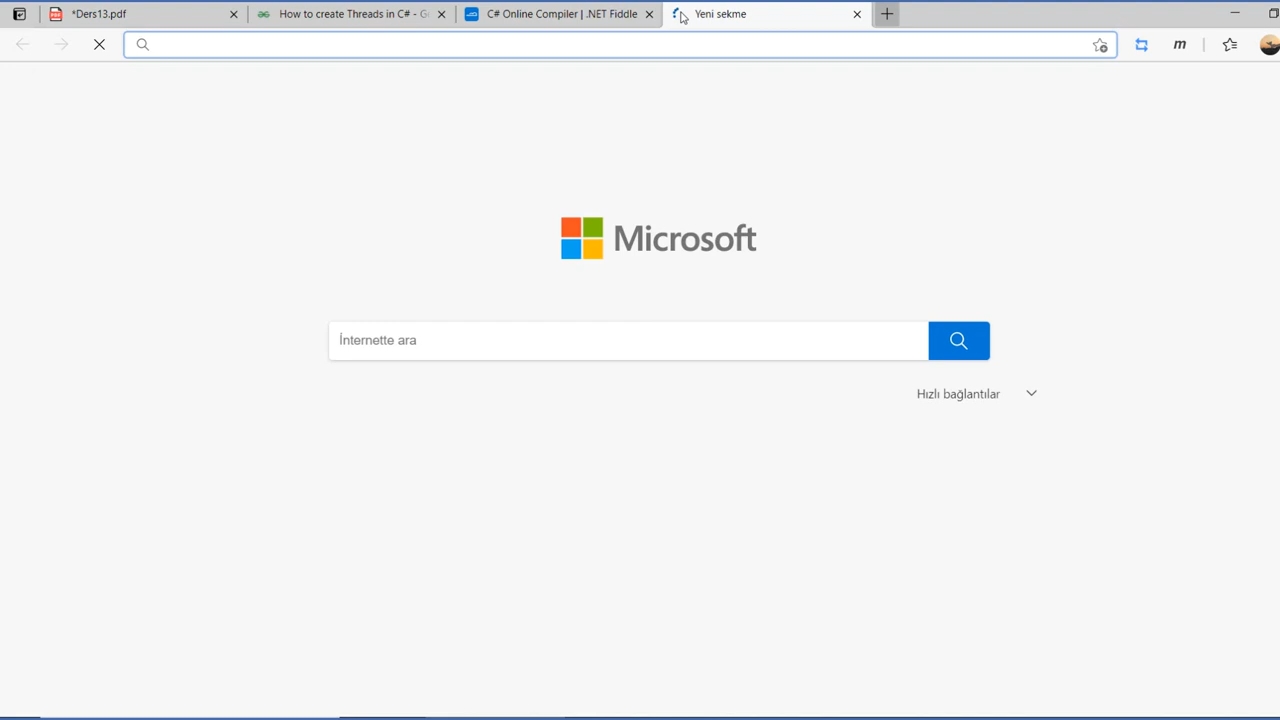 *Ders13.pdf
How to create Threads in C# - G
C# Online Compiler | .NET Fiddle
Yeni sekme
m
Microsoft
İnternette ara
Hızlı bağlantılar